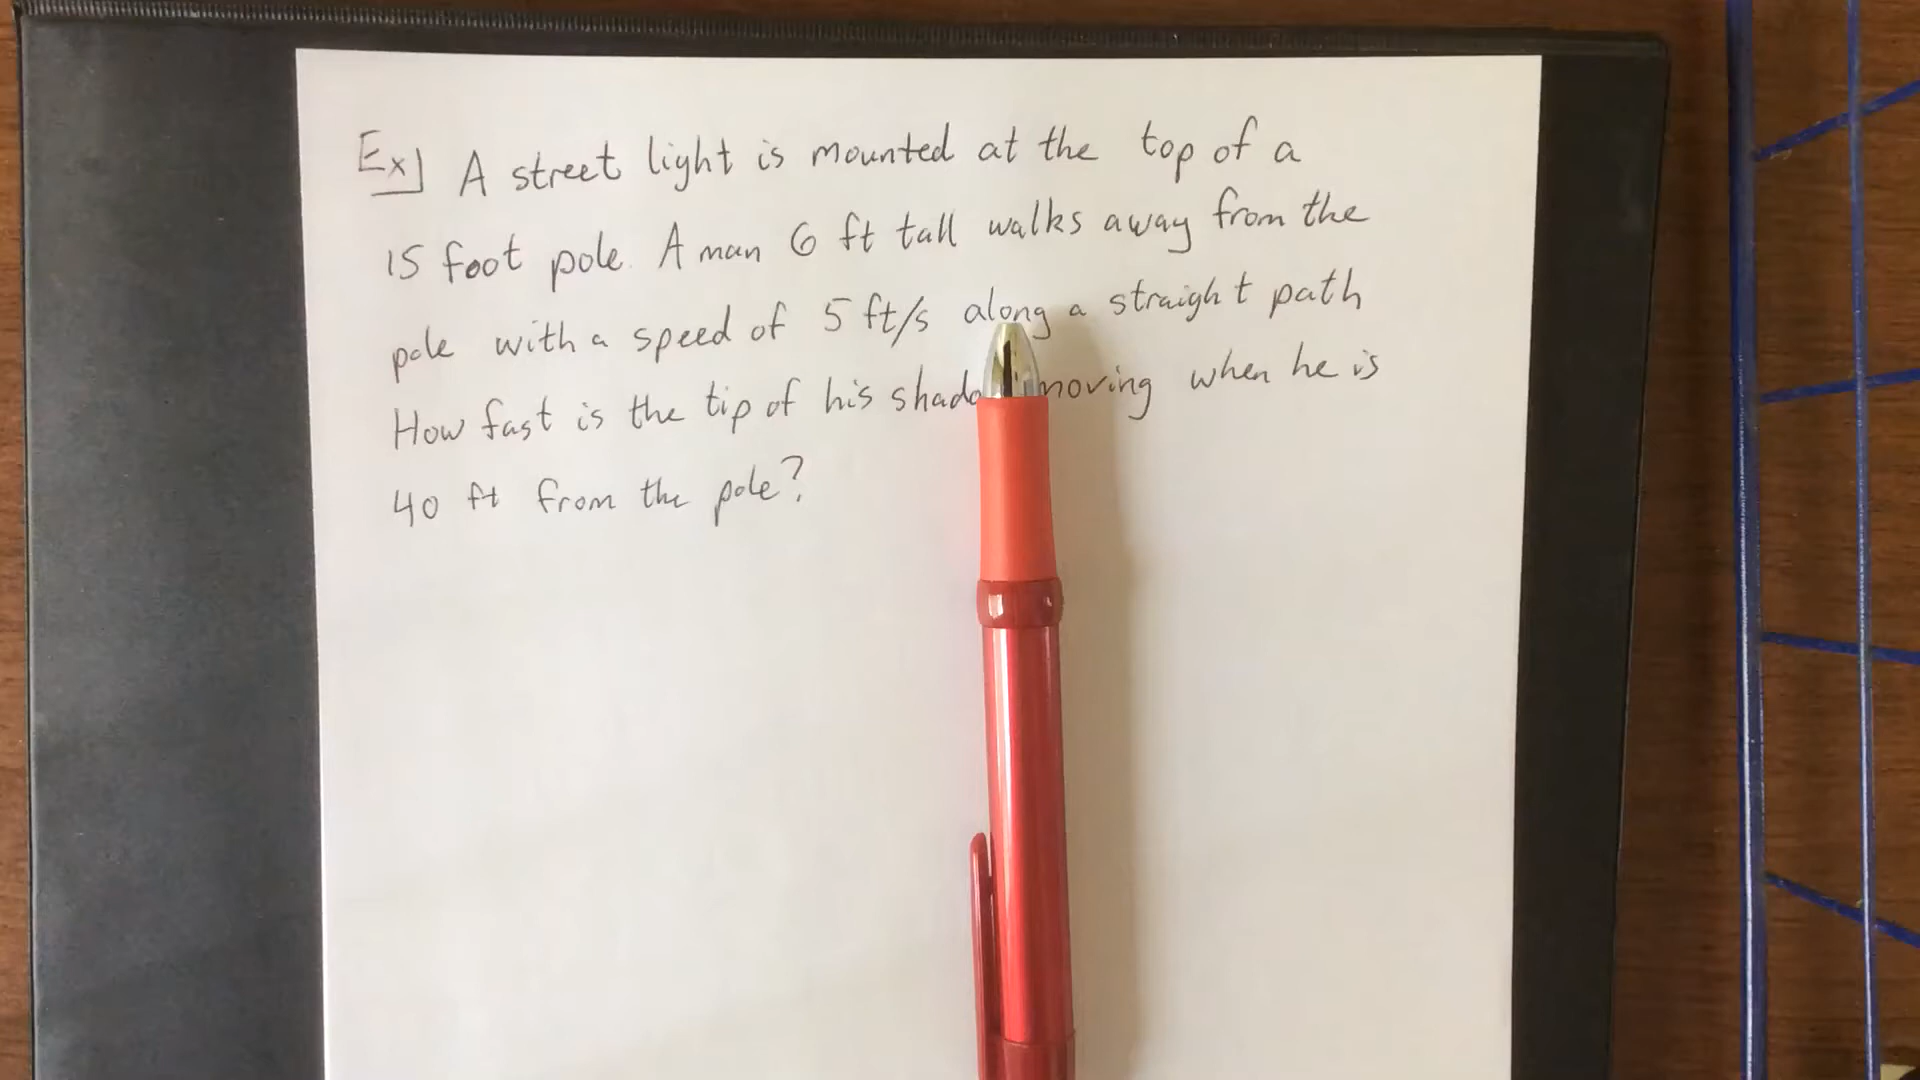 Ex] A street light is mounted at the top of a
15 foot pole. A man 6 ft tall walks away from the
pole with a speed of 5 ft/s along a straight path
How fast is the tip of his shado moving when he is
40 ft from the pole?